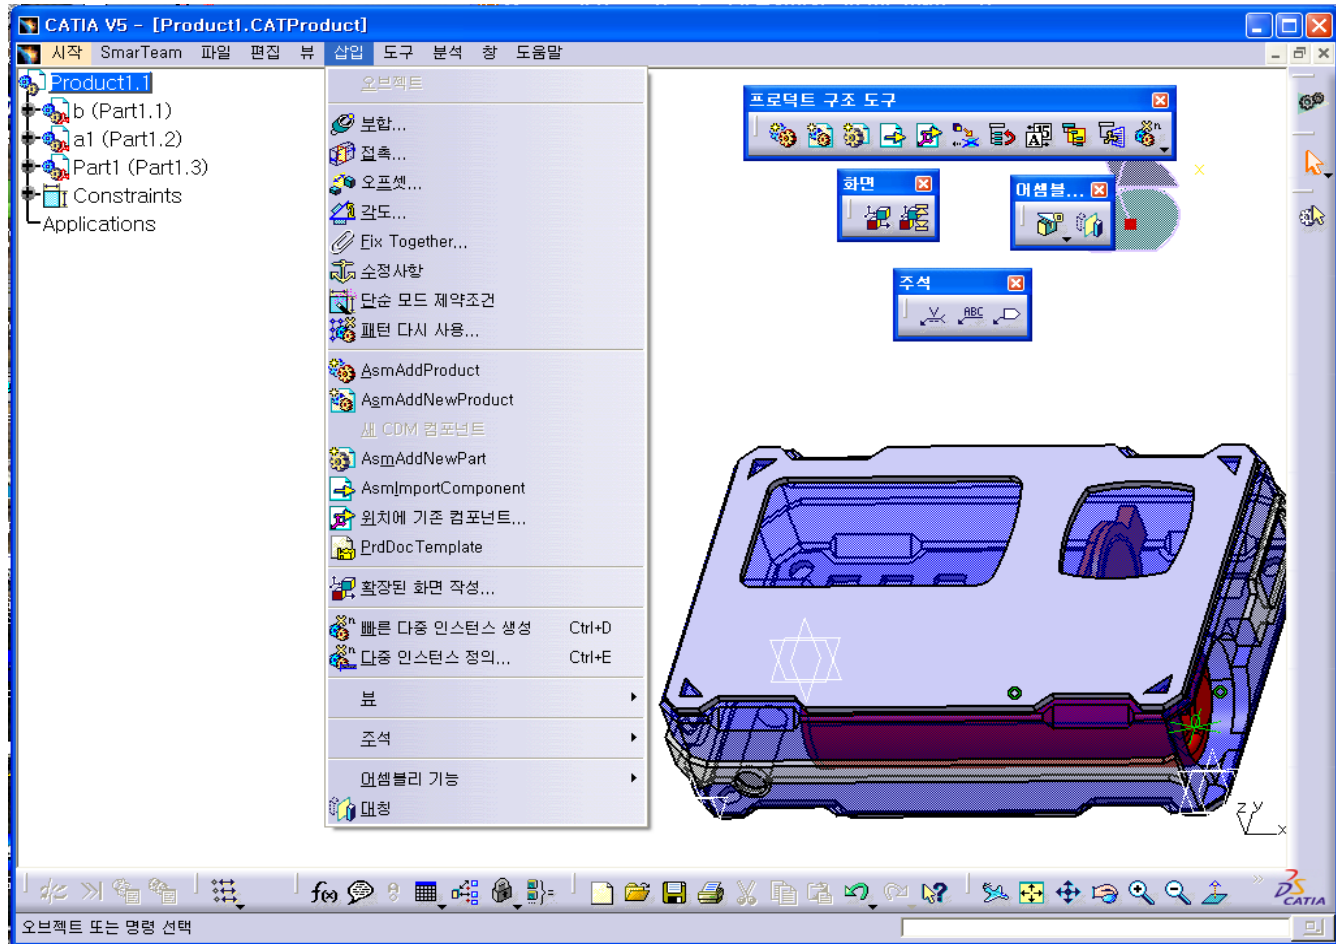 CATIA V5 - [Product1.CATProduct]
시작 SmarTeam 파일 편집 뷰 삽입 도구 분석 창 도움말
Product1.1
b (Part1.1)
a1 (Part1.2)
Part1 (Part1.3)
Constraints
Applications
오브젝트
보합...
접촉...
오프셋...
각도...
Fix Together...
소정사항
단순 모드 제약조건
패턴 다시 사용...
AsmAddProduct
AsmAddNewProduct
새 CDM 컴포넌트
AsmAddNewPart
AsmImportComponent
위치에 기존 컴포넌트...
PrdDocTemplate
확장된 화면 작성...
빠른 다중 인스턴스 생성 Ctrl+D
다중 인스턴스 정의... Ctrl+E
뷰
주석
어셈블리 기능
대칭
프로덕트 구조 도구
화면
어셈블...
주석
ABC
z y
x
f(x)
CATIA
오브젝트 또는 명령 선택